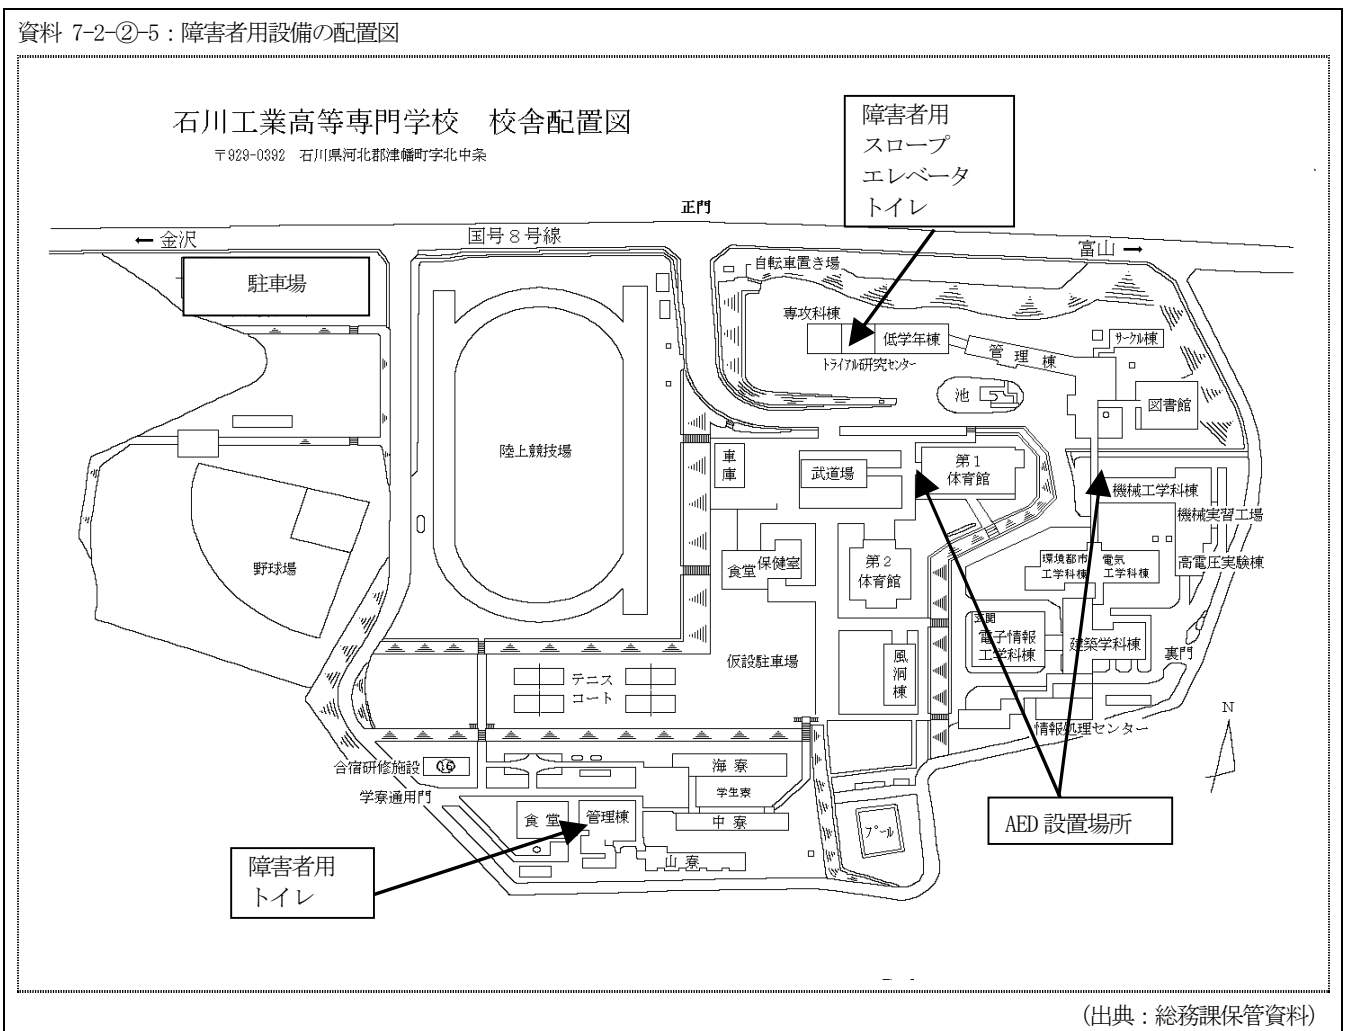 資料 7-2-②-5：障害者用設備の配置図
石川工業高等専門学校　校舎配置図
〒929-0392　石川県河北郡津幡町字北中条
障害者用
スロープ
エレベータ
トイレ
正門
← 金沢
国号８号線
富山 →
駐車場
自転車置き場
専攻科棟
低学年棟
管理棟
サークル棟
トライアル研究センター
池
図書館
陸上競技場
車庫
武道場
第１
体育館
機械工学科棟
機械実習工場
野球場
食堂
保健室
第２
体育館
環境都市
工学科棟
電気
工学科棟
高電圧実験棟
玄関
電子情報
工学科棟
建築学科棟
裏門
仮設駐車場
風洞棟
テニス
コート
N
情報処理センター
合宿研修施設
海寮
学生寮
学寮通用門
食堂
管理棟
中寮
プール
AED 設置場所
山寮
障害者用
トイレ
（出典：総務課保管資料）